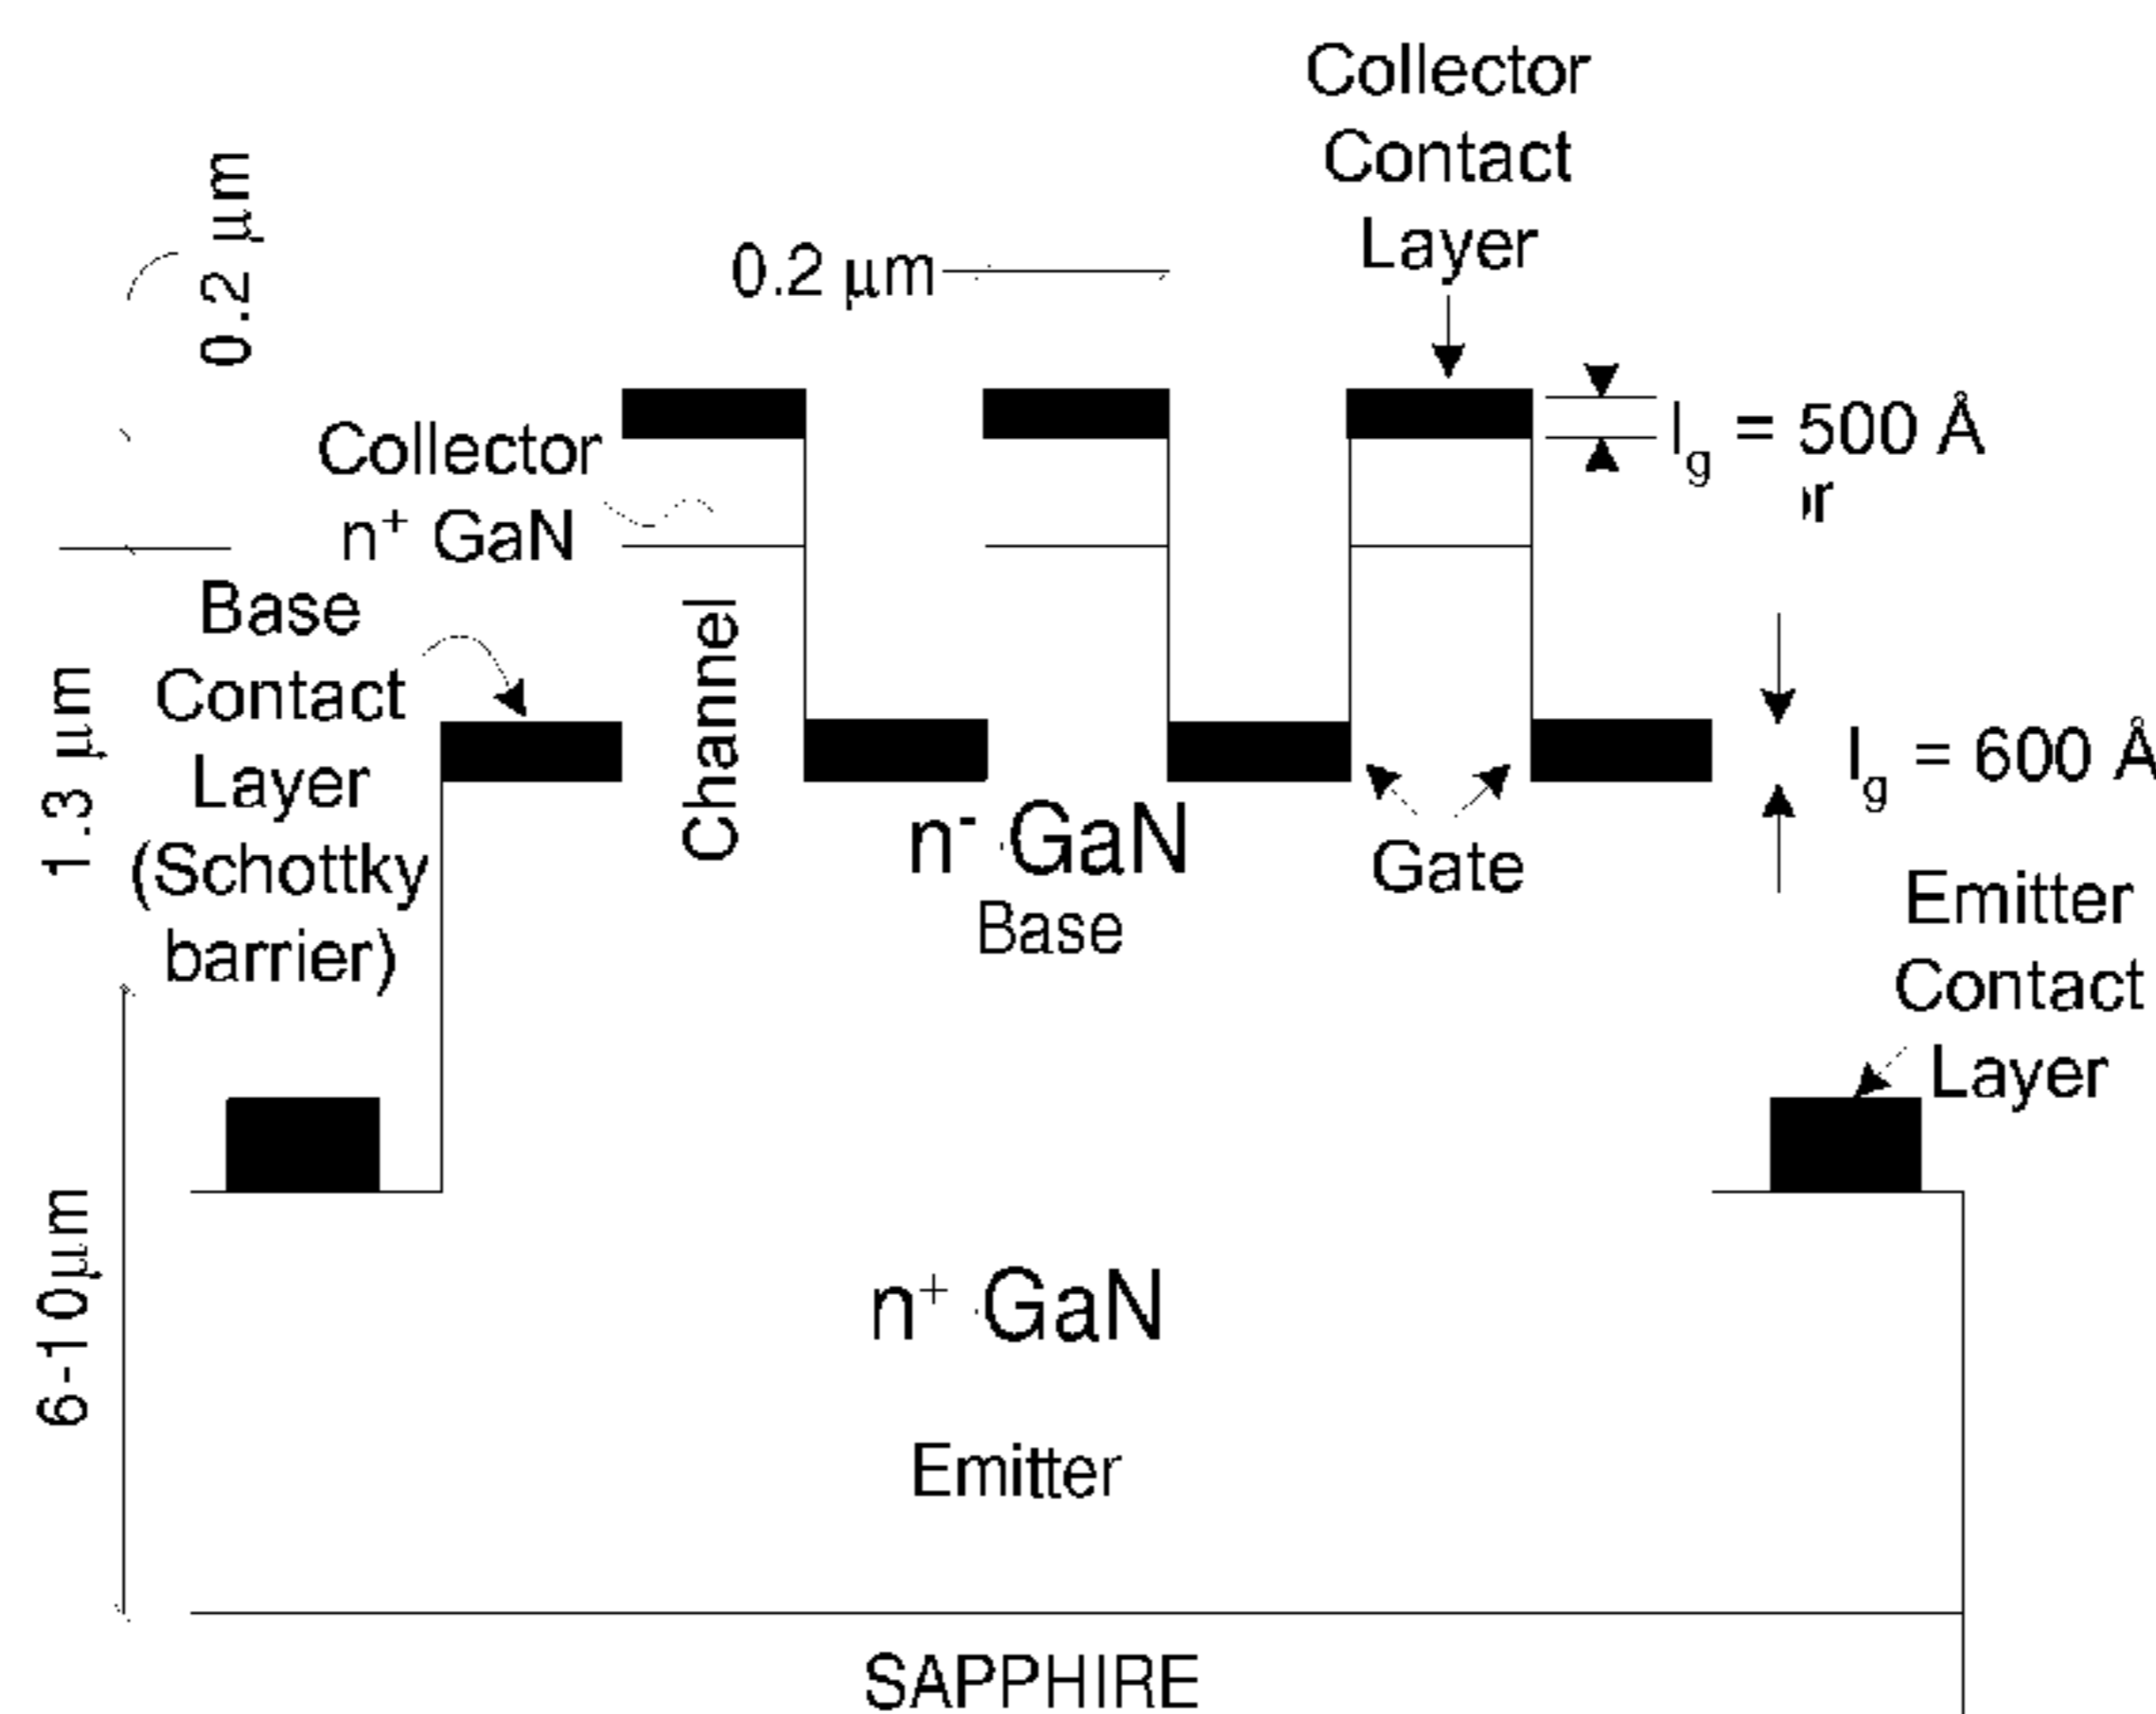 Collector
Contact
Layer
0.2 μm
0.2 μm
Collector
n⁺ GaN
lg = 500 Å
Base
Contact
Layer
(Schottky
barrier)
1.3 μm
Channel
n⁻ GaN
Base
Gate
lg = 600 Å
Emitter
Contact
Layer
6-10μm
n⁺ GaN
Emitter
SAPPHIRE